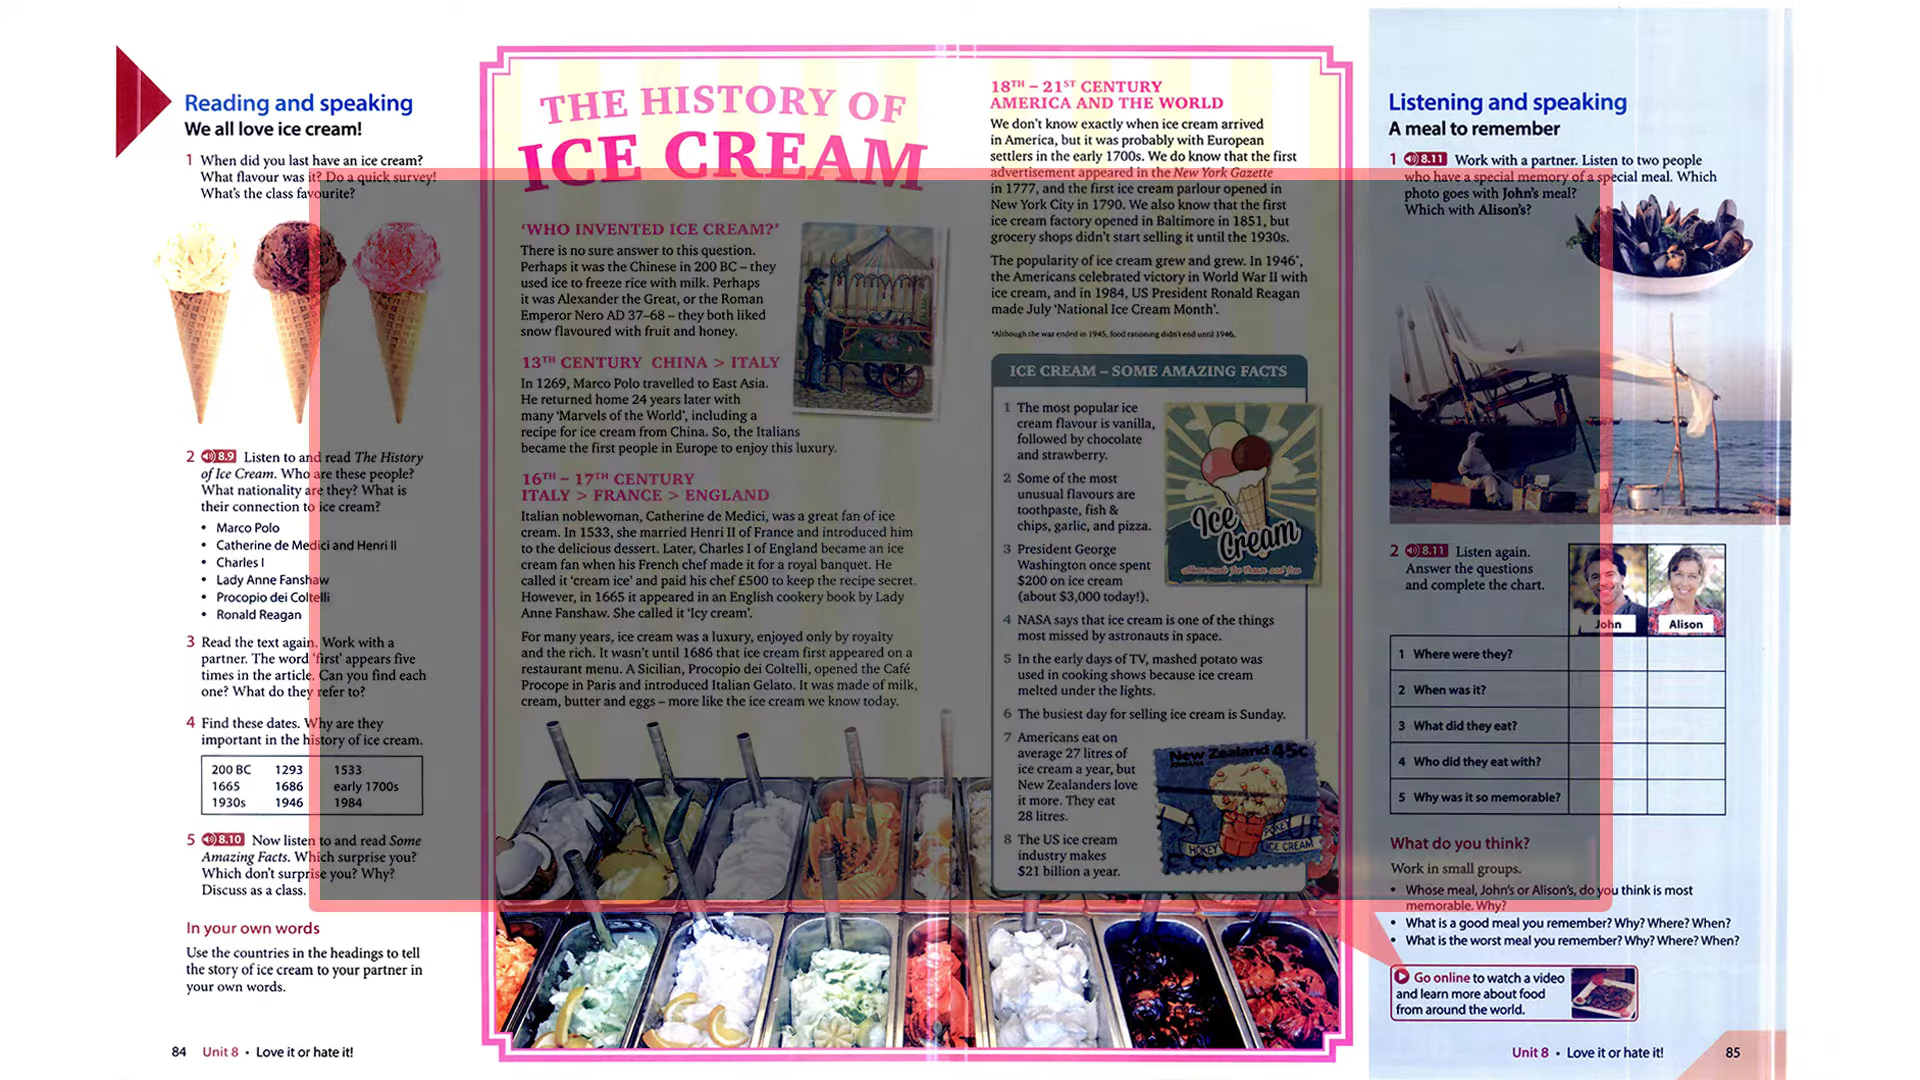 Reading and speaking
We all love ice cream!
1 When did you last have an ice cream?
What flavour was it? Do a quick survey!
What's the class favourite?
2 8.9 Listen to and read The History
of Ice Cream. Who are these people?
What nationality are they? What is
their connection to ice cream?
• Marco Polo
• Catherine de Medici and Henri II
• Charles I
• Lady Anne Fanshaw
• Procopio dei Coltelli
• Ronald Reagan
3 Read the text again. Work with a
partner. The word 'first' appears five
times in the article. Can you find each
one? What do they refer to?
4 Find these dates. Why are they
important in the history of ice cream.
200 BC 1293 1533
1665 1686 early 1700s
1930s 1946 1984
5 8.10 Now listen to and read Some
Amazing Facts. Which surprise you?
Which don't surprise you? Why?
Discuss as a class.
In your own words
Use the countries in the headings to tell
the story of ice cream to your partner in
your own words.
84 Unit 8 • Love it or hate it!
THE HISTORY OF
ICE CREAM
'WHO INVENTED ICE CREAM?'
There is no sure answer to this question.
Perhaps it was the Chinese in 200 BC – they
used ice to freeze rice with milk. Perhaps
it was Alexander the Great, or the Roman
Emperor Nero AD 37–68 – they both liked
snow flavoured with fruit and honey.
13TH CENTURY CHINA > ITALY
In 1269, Marco Polo travelled to East Asia.
He returned home 24 years later with
many 'Marvels of the World', including a
recipe for ice cream from China. So, the Italians
became the first people in Europe to enjoy this luxury.
16TH – 17TH CENTURY
ITALY > FRANCE > ENGLAND
Italian noblewoman, Catherine de Medici, was a great fan of ice
cream. In 1533, she married Henri II of France and introduced him
to the delicious dessert. Later, Charles I of England became an ice
cream fan when his French chef made it for a royal banquet. He
called it 'cream ice' and paid his chef £500 to keep the recipe secret.
However, in 1665 it appeared in an English cookery book by Lady
Anne Fanshaw. She called it 'Icy cream'.
For many years, ice cream was a luxury, enjoyed only by royalty
and the rich. It wasn't until 1686 that ice cream first appeared on a
restaurant menu. A Sicilian, Procopio dei Coltelli, opened the Café
Procope in Paris and introduced Italian Gelato. It was made of milk,
cream, butter and eggs – more like the ice cream we know today.
18TH – 21ST CENTURY
AMERICA AND THE WORLD
We don't know exactly when ice cream arrived
in America, but it was probably with European
settlers in the early 1700s. We do know that the first
advertisement appeared in the New York Gazette
in 1777, and the first ice cream parlour opened in
New York City in 1790. We also know that the first
ice cream factory opened in Baltimore in 1851, but
grocery shops didn't start selling it until the 1930s.
The popularity of ice cream grew and grew. In 1946*,
the Americans celebrated victory in World War II with
ice cream, and in 1984, US President Ronald Reagan
made July 'National Ice Cream Month'.
*Although the war ended in 1945, food rationing didn't end until 1946.
ICE CREAM – SOME AMAZING FACTS
1 The most popular ice
cream flavour is vanilla,
followed by chocolate
and strawberry.
2 Some of the most
unusual flavours are
toothpaste, fish &
chips, garlic, and pizza.
3 President George
Washington once spent
$200 on ice cream
(about $3,000 today!).
4 NASA says that ice cream is one of the things
most missed by astronauts in space.
5 In the early days of TV, mashed potato was
used in cooking shows because ice cream
melted under the lights.
6 The busiest day for selling ice cream is Sunday.
7 Americans eat on
average 27 litres of
ice cream a year, but
New Zealanders love
it more. They eat
28 litres.
8 The US ice cream
industry makes
$21 billion a year.
Ice
Cream
New Zealand 45c
HOKEY
POKEY
ICE CREAM
Listening and speaking
A meal to remember
1 8.11 Work with a partner. Listen to two people
who have a special memory of a special meal. Which
photo goes with John's meal?
Which with Alison's?
2 8.11 Listen again.
Answer the questions
and complete the chart.
John Alison
1 Where were they?
2 When was it?
3 What did they eat?
4 Who did they eat with?
5 Why was it so memorable?
What do you think?
Work in small groups.
• Whose meal, John's or Alison's, do you think is most
memorable. Why?
• What is a good meal you remember? Why? Where? When?
• What is the worst meal you remember? Why? Where? When?
Go online to watch a video
and learn more about food
from around the world.
Unit 8 • Love it or hate it! 85